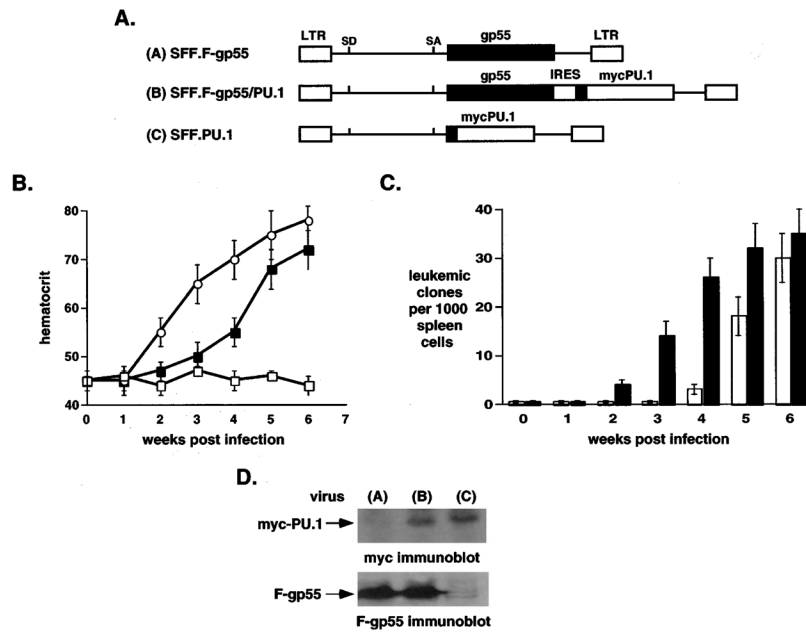 A.
LTR SD SA gp55 LTR
(A) SFF.F-gp55
gp55 IRES mycPU.1
(B) SFF.F-gp55/PU.1
mycPU.1
(C) SFF.PU.1
B.
80
70
60
50
40
hematocrit
0 1 2 3 4 5 6 7
weeks post infection
C.
40
30
20
10
0
leukemic
clones
per 1000
spleen
cells
0 1 2 3 4 5 6
weeks post infection
D.
virus (A) (B) (C)
myc-PU.1
myc immunoblot
F-gp55
F-gp55 immunoblot